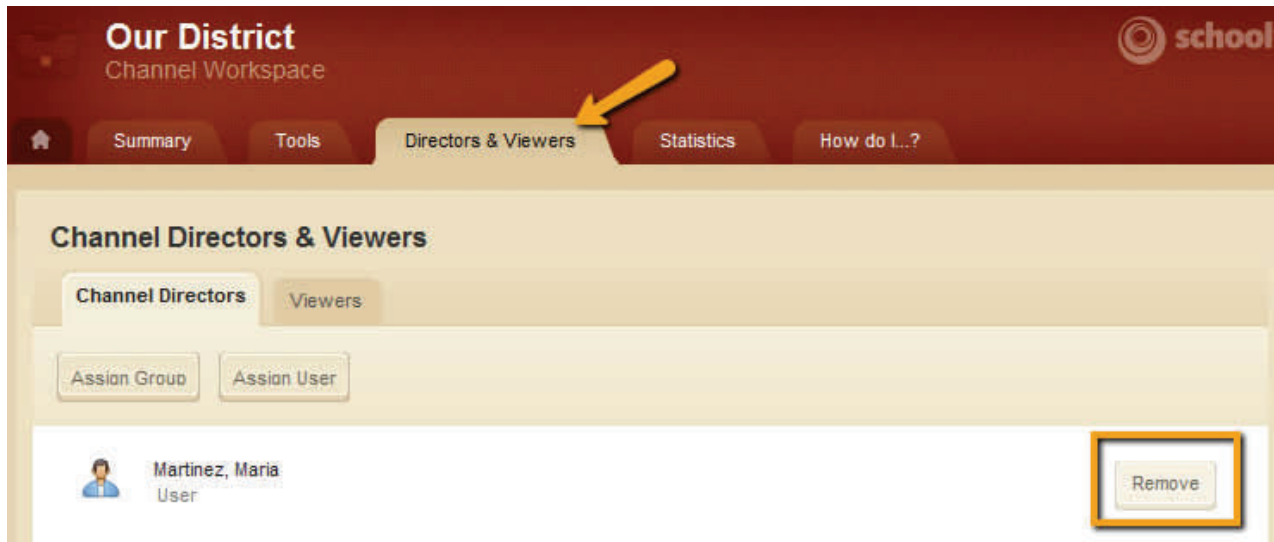 Our District
Channel Workspace
school
Summary Tools Directors & Viewers Statistics How do I...?
Channel Directors & Viewers
Channel Directors Viewers
Assign Group Assign User
Martinez, Maria
User
Remove